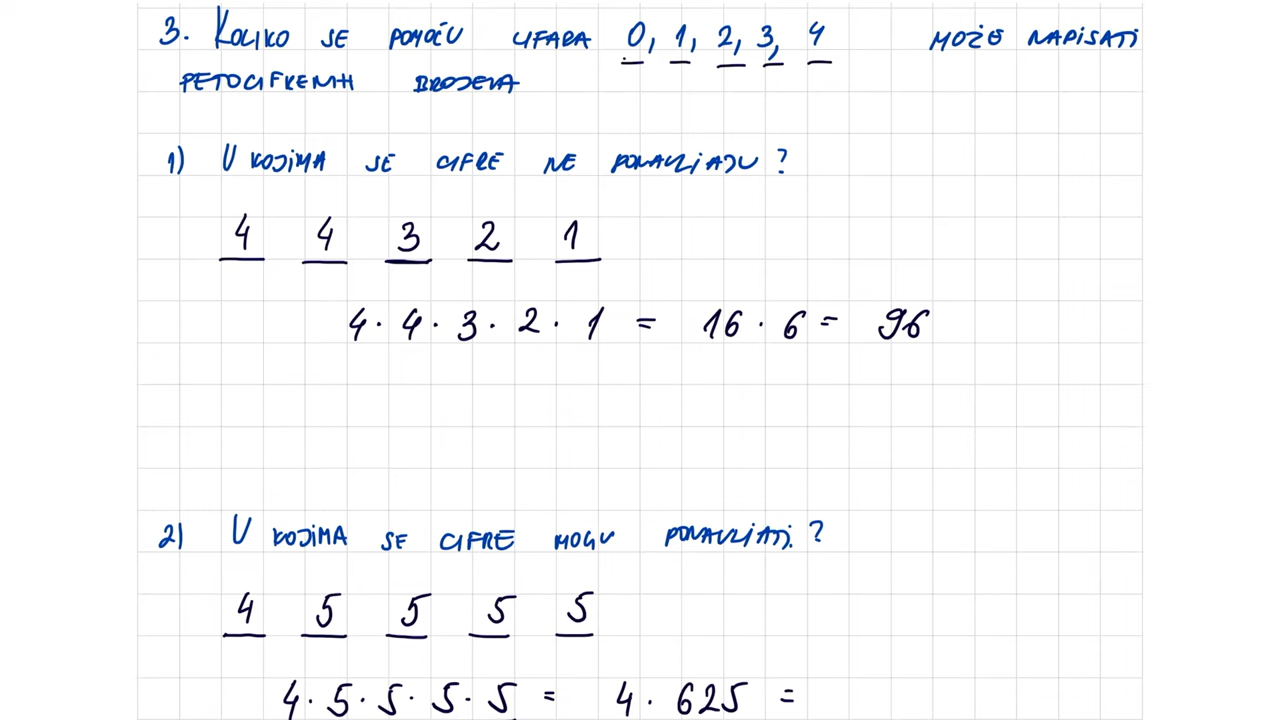 3. KOLIKO SE POMOĆU CIFARA 0, 1, 2, 3, 4 MOŽE NAPISATI
PETOCIFRENIH BROJEVA
1) U KOJIMA SE CIFRE NE PONAVLJAJU?
4 4 3 2 1
4 · 4 · 3 · 2 · 1 = 16 · 6 = 96
2) U KOJIMA SE CIFRE MOGU PONAVLJATI?
4 5 5 5 5
4 · 5 · 5 · 5 · 5 = 4 · 625 =